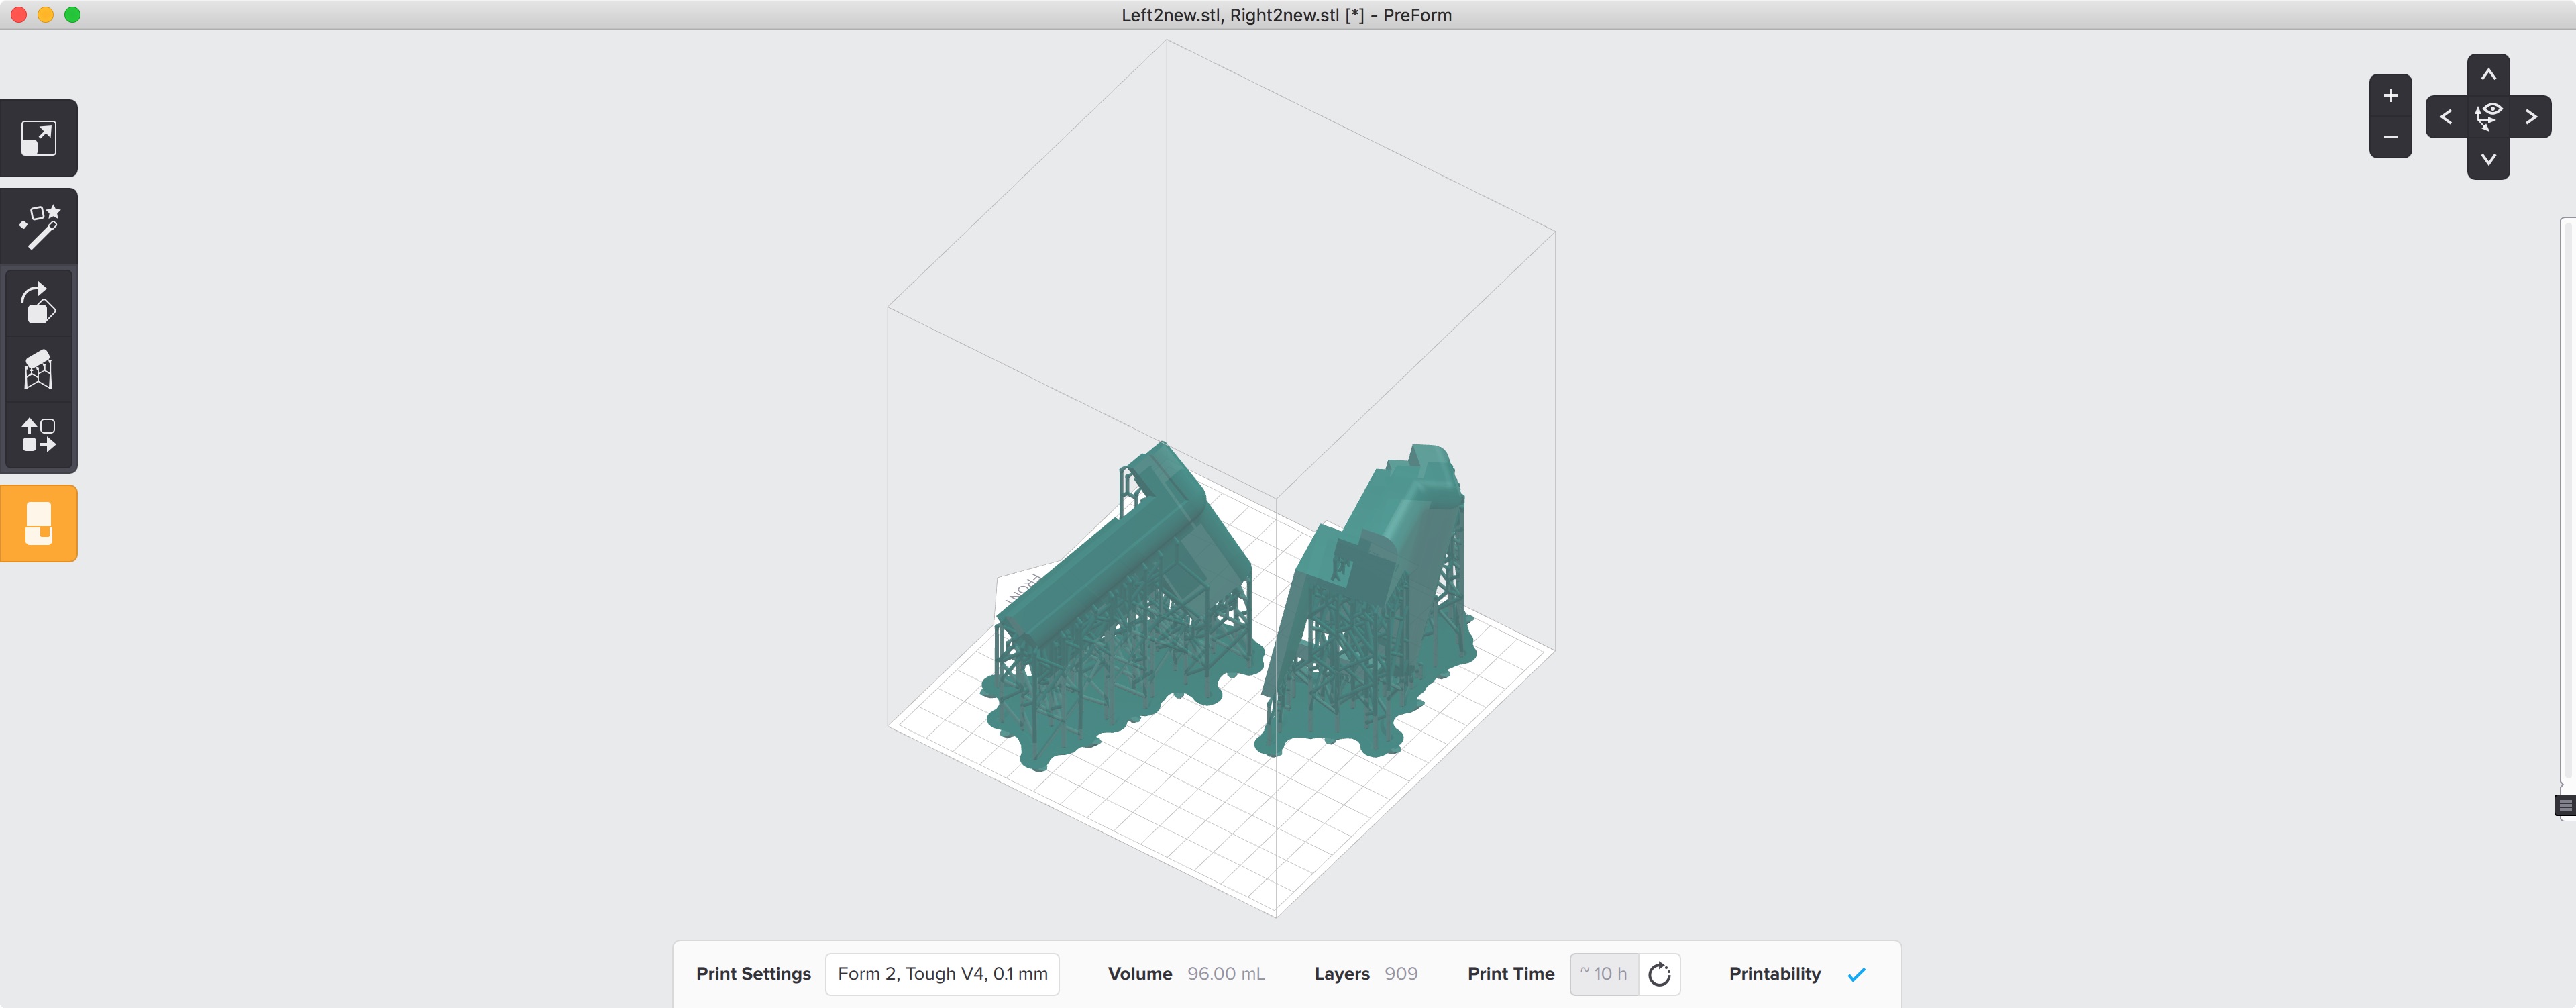 Left2new.stl, Right2new.stl [*] - PreForm
FRONT
Print Settings Form 2, Tough V4, 0.1 mm Volume 96.00 mL Layers 909 Print Time ~ 10 h Printability